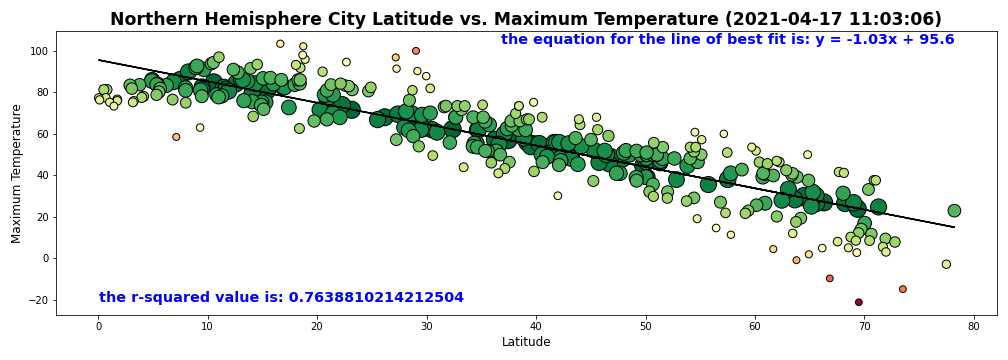 Northern Hemisphere City Latitude vs. Maximum Temperature (2021-04-17 11:03:06)
the equation for the line of best fit is: y = -1.03x + 95.6
100
80
60
40
20
0
−20
Maximum Temperature
the r-squared value is: 0.7638810214212504
0 10 20 30 40 50 60 70 80
Latitude